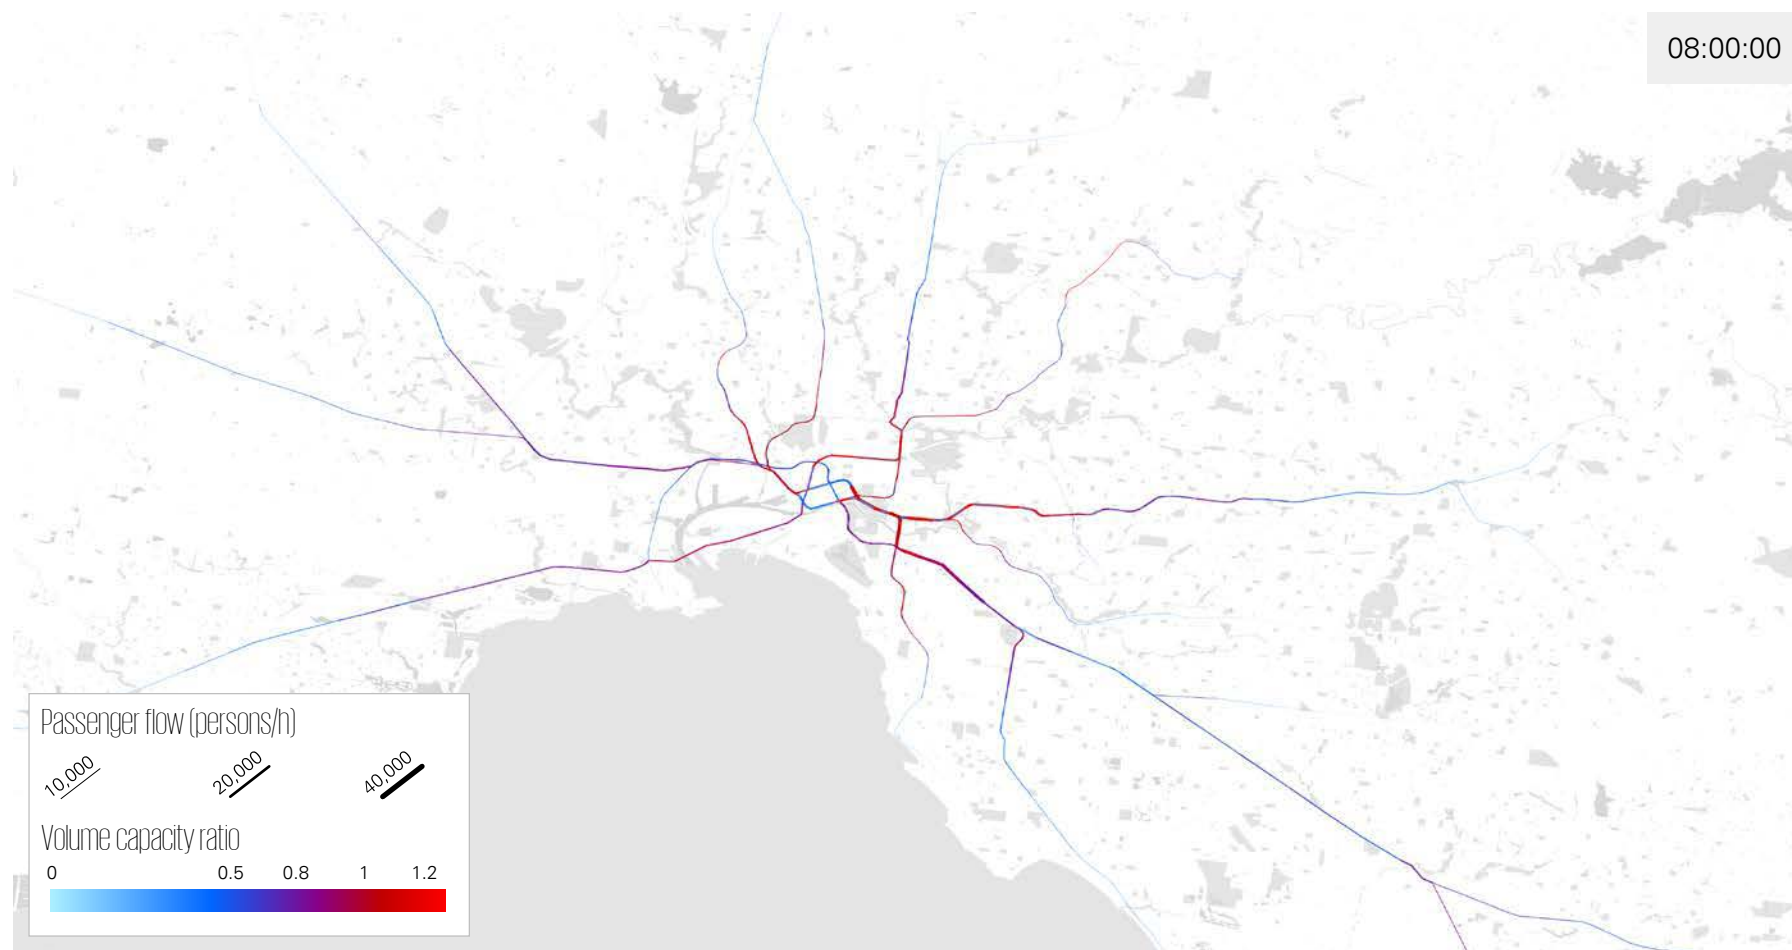 08:00:00
Passenger flow (persons/h)
10,000 20,000 40,000
Volume capacity ratio
0 0.5 0.8 1 1.2